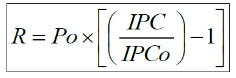 R = Po × [ ( IPC / IPCo ) − 1 ]